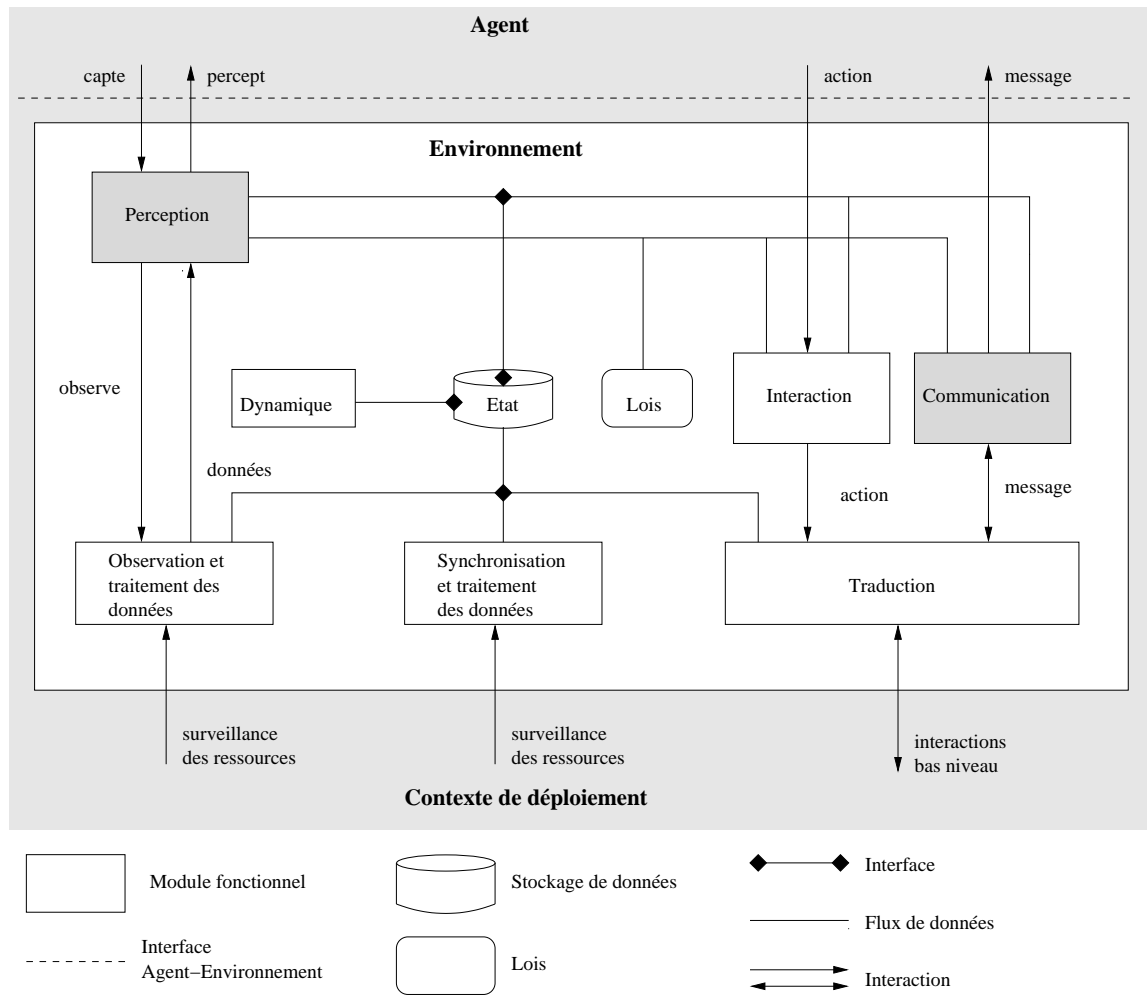 Agent
capte
percept
action
message
Environnement
Perception
observe
Dynamique
Etat
Lois
Interaction
Communication
données
action
message
Observation et
traitement des
données
Synchronisation
et traitement
des données
Traduction
surveillance
des ressources
surveillance
des ressources
interactions
bas niveau
Contexte de déploiement
Module fonctionnel
Stockage de données
Interface
Flux de données
Interface
Agent−Environnement
Lois
Interaction